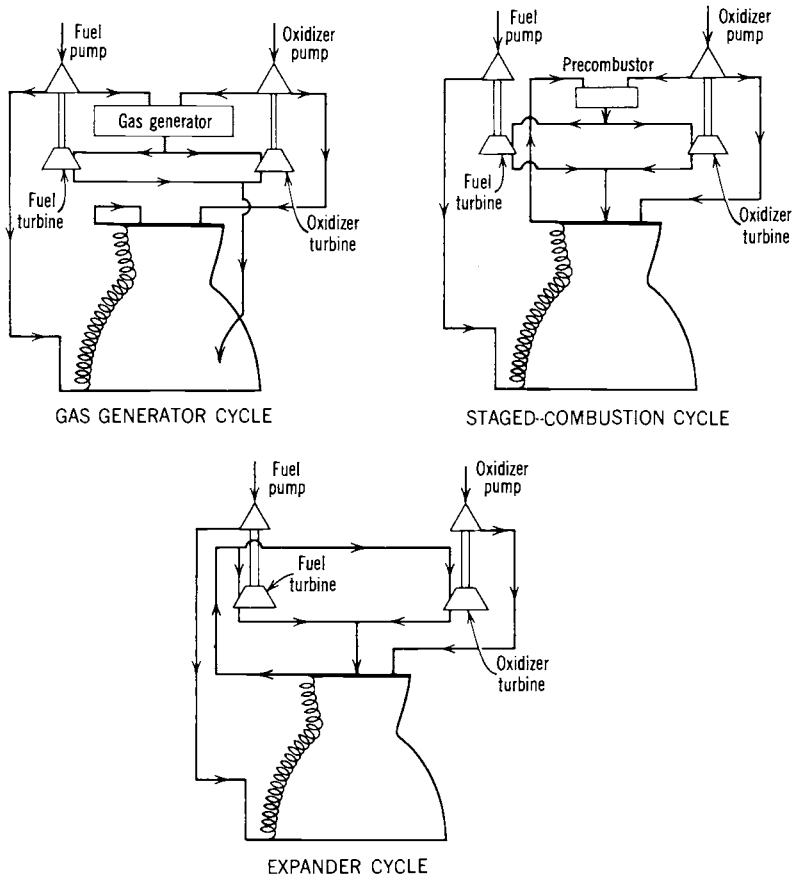 Fuel
pump
Oxidizer
pump
Gas generator
Fuel
turbine
Oxidizer
turbine
GAS GENERATOR CYCLE
Fuel
pump
Oxidizer
pump
Precombustor
Fuel
turbine
Oxidizer
turbine
STAGED--COMBUSTION CYCLE
Fuel
pump
Oxidizer
pump
Fuel
turbine
Oxidizer
turbine
EXPANDER CYCLE